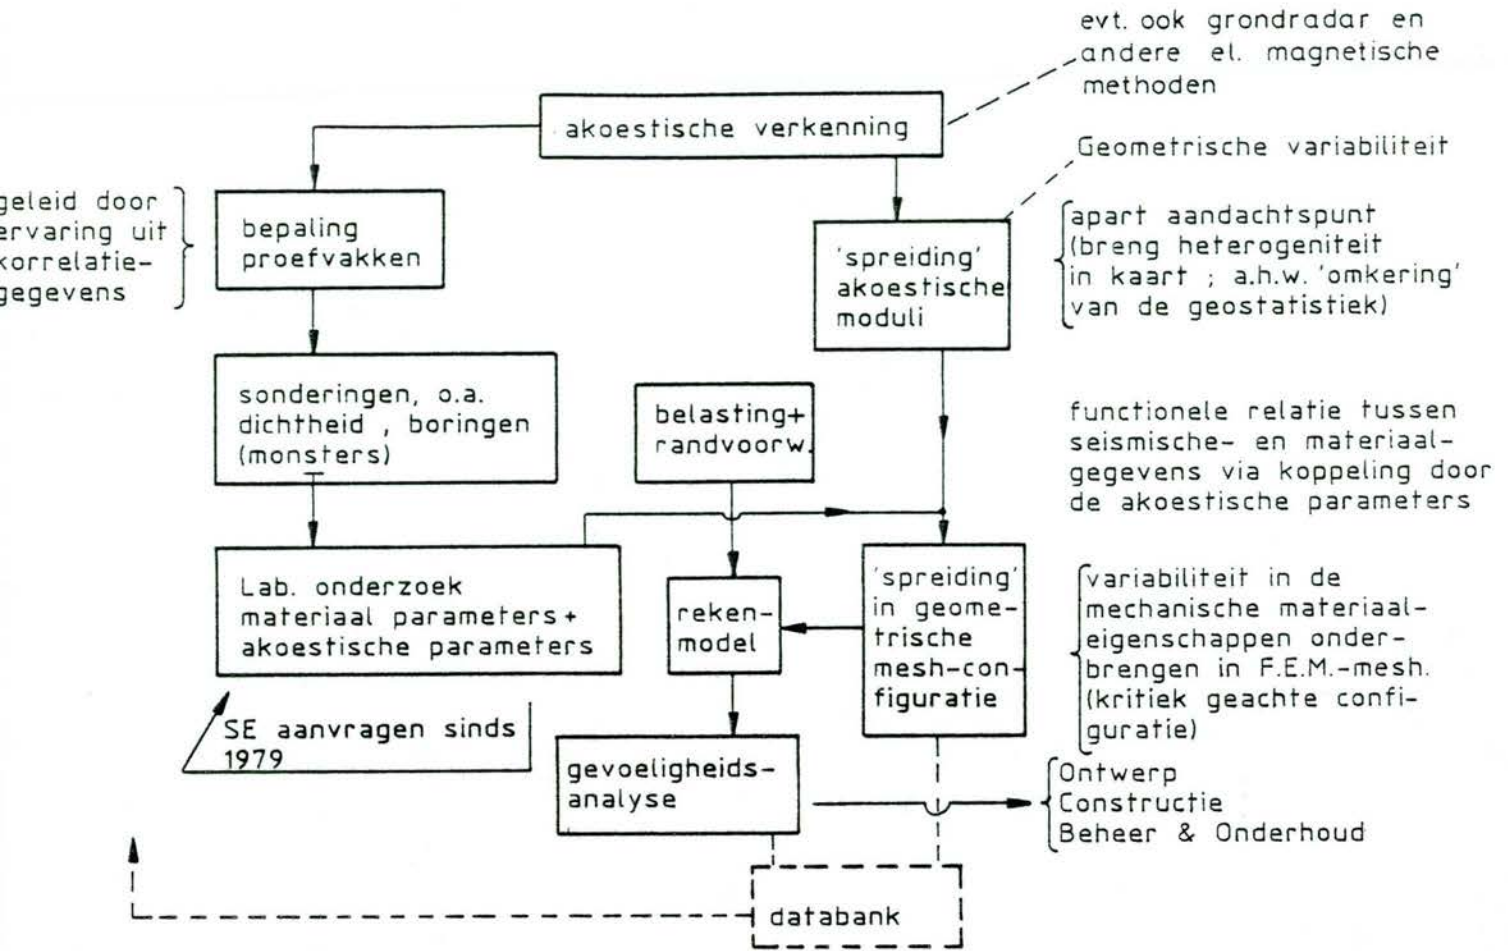 evt. ook grondradar en
andere el. magnetische
methoden
akoestische verkenning
Geometrische variabiliteit
geleid door
ervaring uit
korrelatie-
gegevens
bepaling
proefvakken
'spreiding'
akoestische
moduli
apart aandachtspunt
(breng heterogeniteit
in kaart ; a.h.w. 'omkering'
van de geostatistiek)
sonderingen, o.a.
dichtheid , boringen
(monsters)
belasting+
randvoorw.
functionele relatie tussen
seismische- en materiaal-
gegevens via koppeling door
de akoestische parameters
Lab. onderzoek
materiaal parameters +
akoestische parameters
reken-
model
'spreiding'
in geome-
trische
mesh-con-
figuratie
variabiliteit in de
mechanische materiaal-
eigenschappen onder-
brengen in F.E.M.-mesh.
(kritiek geachte confi-
guratie)
SE aanvragen sinds
1979
gevoeligheids-
analyse
Ontwerp
Constructie
Beheer & Onderhoud
databank